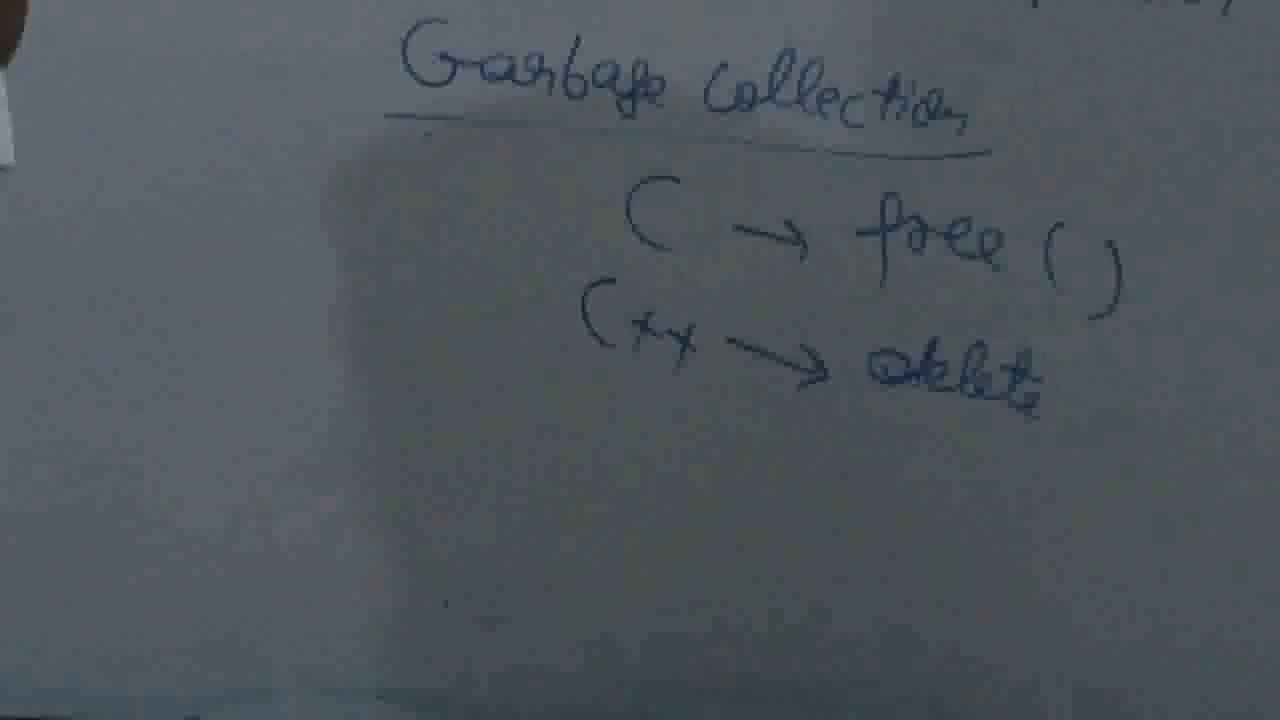 Garbage Collection
C → free ()
C++ → delete